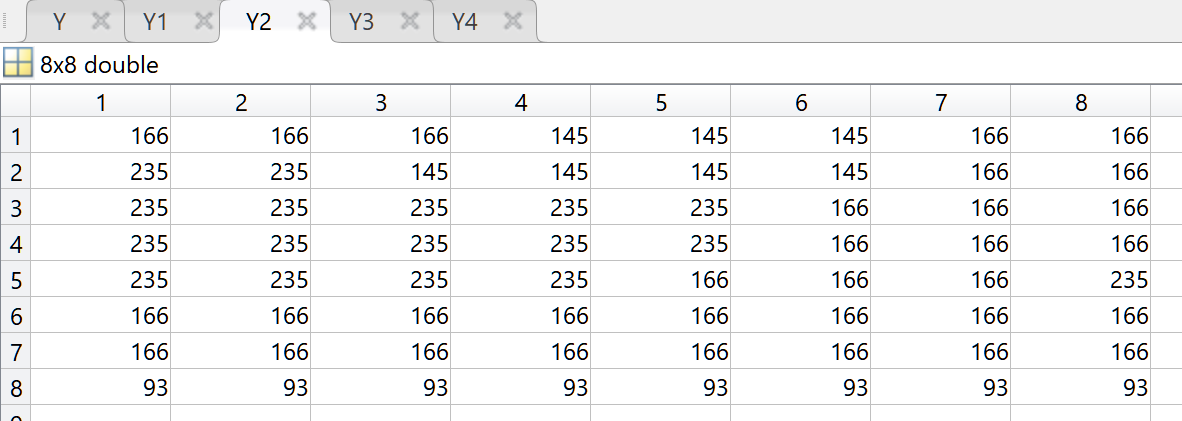 Y Y1 Y2 Y3 Y4
8x8 double
1 2 3 4 5 6 7 8
1 166 166 166 145 145 145 166 166
2 235 235 145 145 145 145 166 166
3 235 235 235 235 235 166 166 166
4 235 235 235 235 235 166 166 166
5 235 235 235 235 166 166 166 235
6 166 166 166 166 166 166 166 166
7 166 166 166 166 166 166 166 166
8 93 93 93 93 93 93 93 93